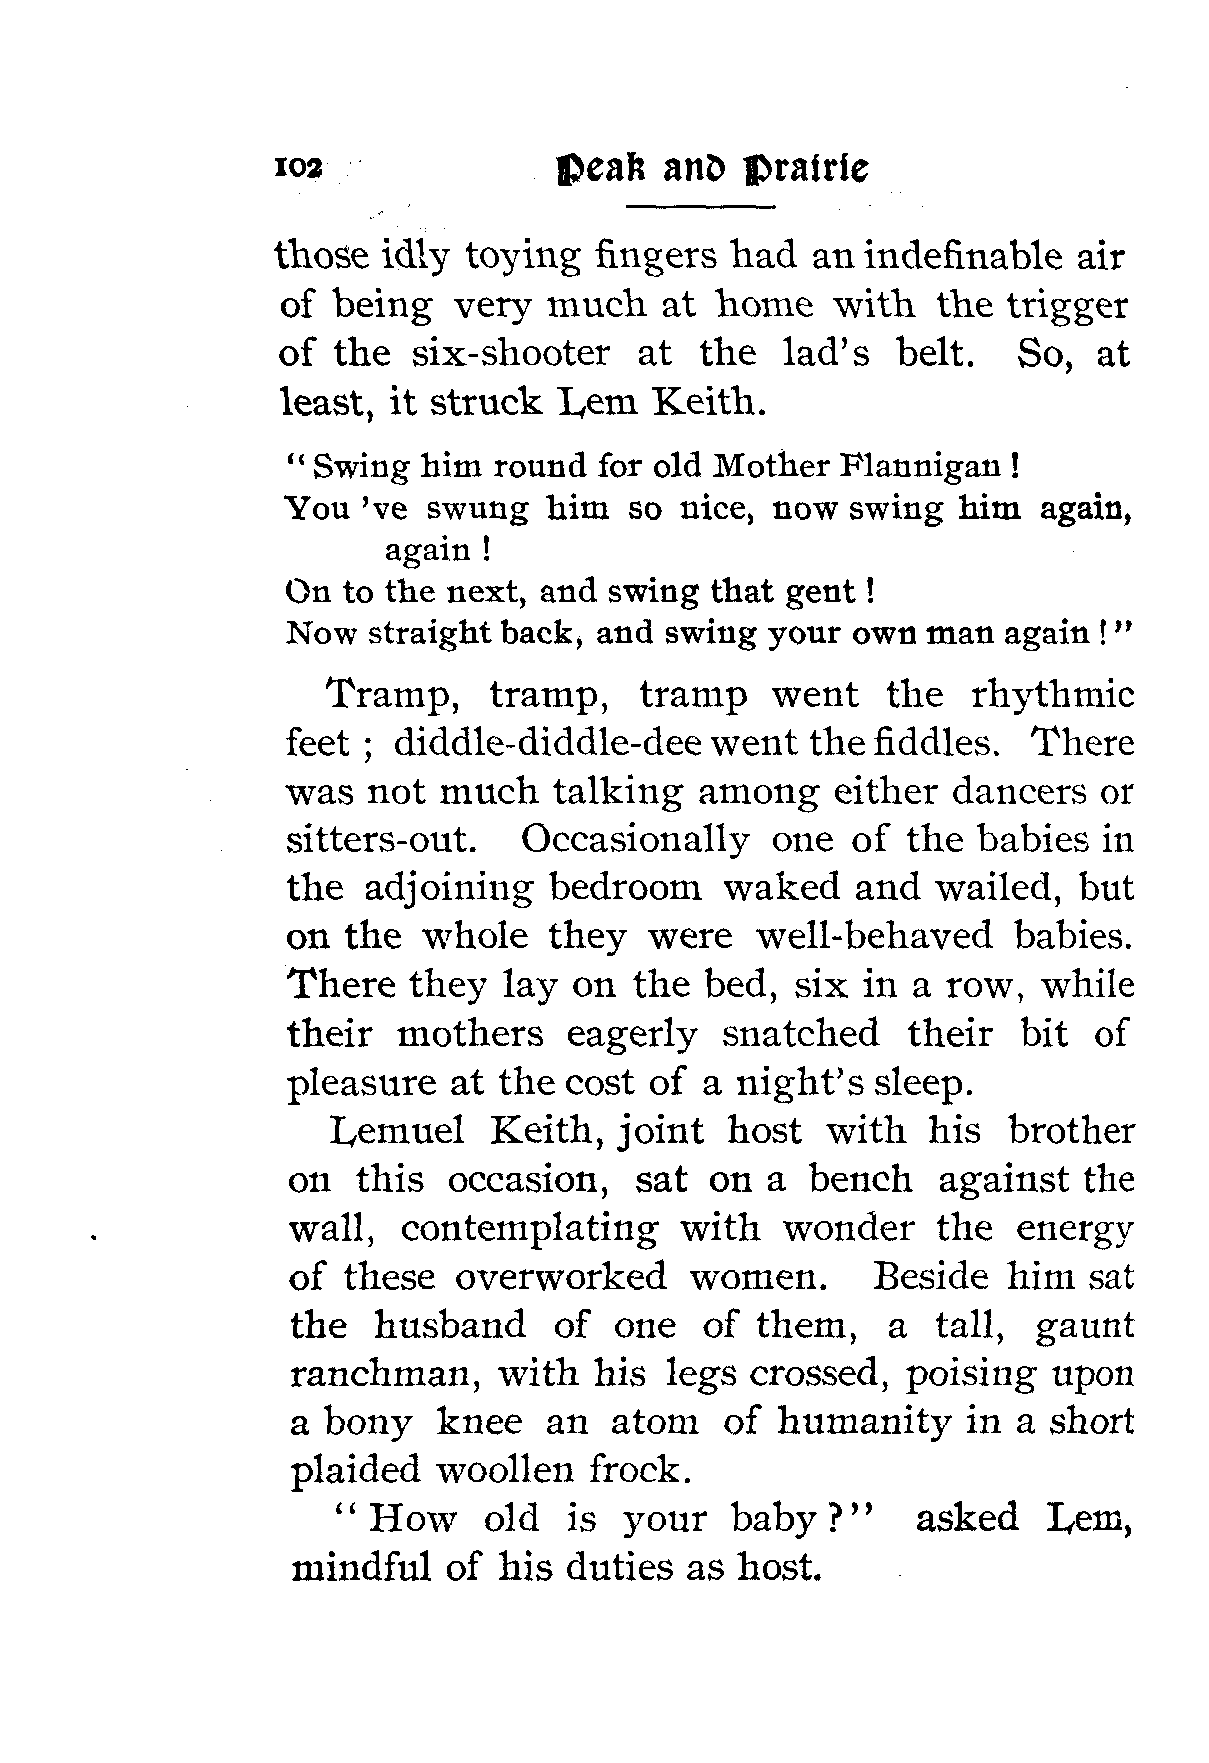 102 Peak and Prairie
those idly toying fingers had an indefinable air
of being very much at home with the trigger
of the six-shooter at the lad's belt. So, at
least, it struck Lem Keith.
"Swing him round for old Mother Flannigan!
You 've swung him so nice, now swing him again,
again!
On to the next, and swing that gent!
Now straight back, and swing your own man again!"
Tramp, tramp, tramp went the rhythmic
feet; diddle-diddle-dee went the fiddles. There
was not much talking among either dancers or
sitters-out. Occasionally one of the babies in
the adjoining bedroom waked and wailed, but
on the whole they were well-behaved babies.
There they lay on the bed, six in a row, while
their mothers eagerly snatched their bit of
pleasure at the cost of a night's sleep.
Lemuel Keith, joint host with his brother
on this occasion, sat on a bench against the
wall, contemplating with wonder the energy
of these overworked women. Beside him sat
the husband of one of them, a tall, gaunt
ranchman, with his legs crossed, poising upon
a bony knee an atom of humanity in a short
plaided woollen frock.
"How old is your baby?" asked Lem,
mindful of his duties as host.